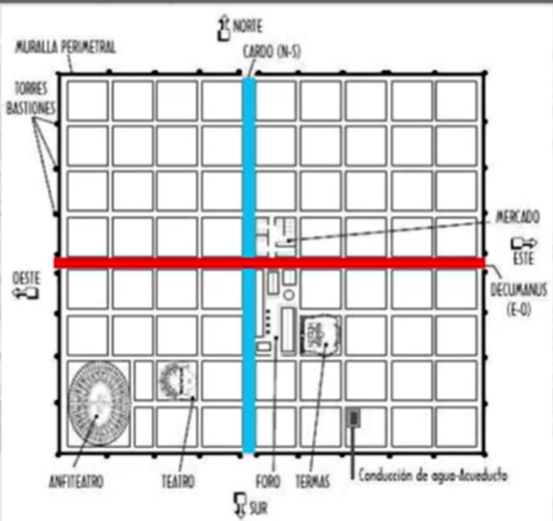 NORTE
MURALLA PERIMETRAL
CARDO (N-S)
TORRES
BASTIONES
MERCADO
ESTE
OESTE
DECUMANUS
(E-O)
Conducción de agua-Acueducto
ANFITEATRO
TEATRO
FORO
TERMAS
SUR